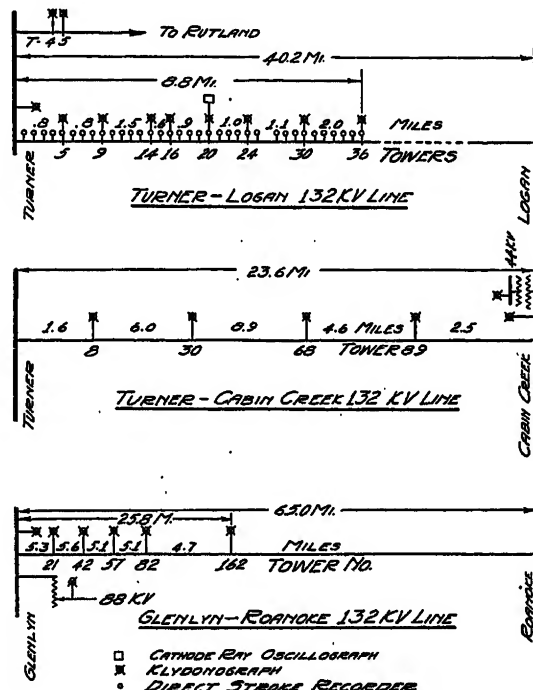 T-4 5
TO RUTLAND
40.2 MI.
8.8 MI.
.8 .8 1.5 .6 .9 1.0 1.1 2.0 MILES
5 9 14 16 20 24 30 36 TOWERS
TURNER
LOGAN
TURNER-LOGAN 132 KV LINE
44 KV
23.6 MI
1.6 6.0 8.9 4.6 MILES 2.5
8 30 68 TOWER 89
TURNER
CABIN CREEK
TURNER-CABIN CREEK 132 KV LINE
65.0 MI.
25.8 M.
5.3 5.6 5.1 5.1 4.7 MILES
21 42 57 82 162 TOWER NO.
88 KV
GLENLYN
ROANOKE
GLENLYN-ROANOKE 132 KV LINE
CATHODE RAY OSCILLOGRAPH
KLYDONOGRAPH
DIRECT STROKE RECORDER